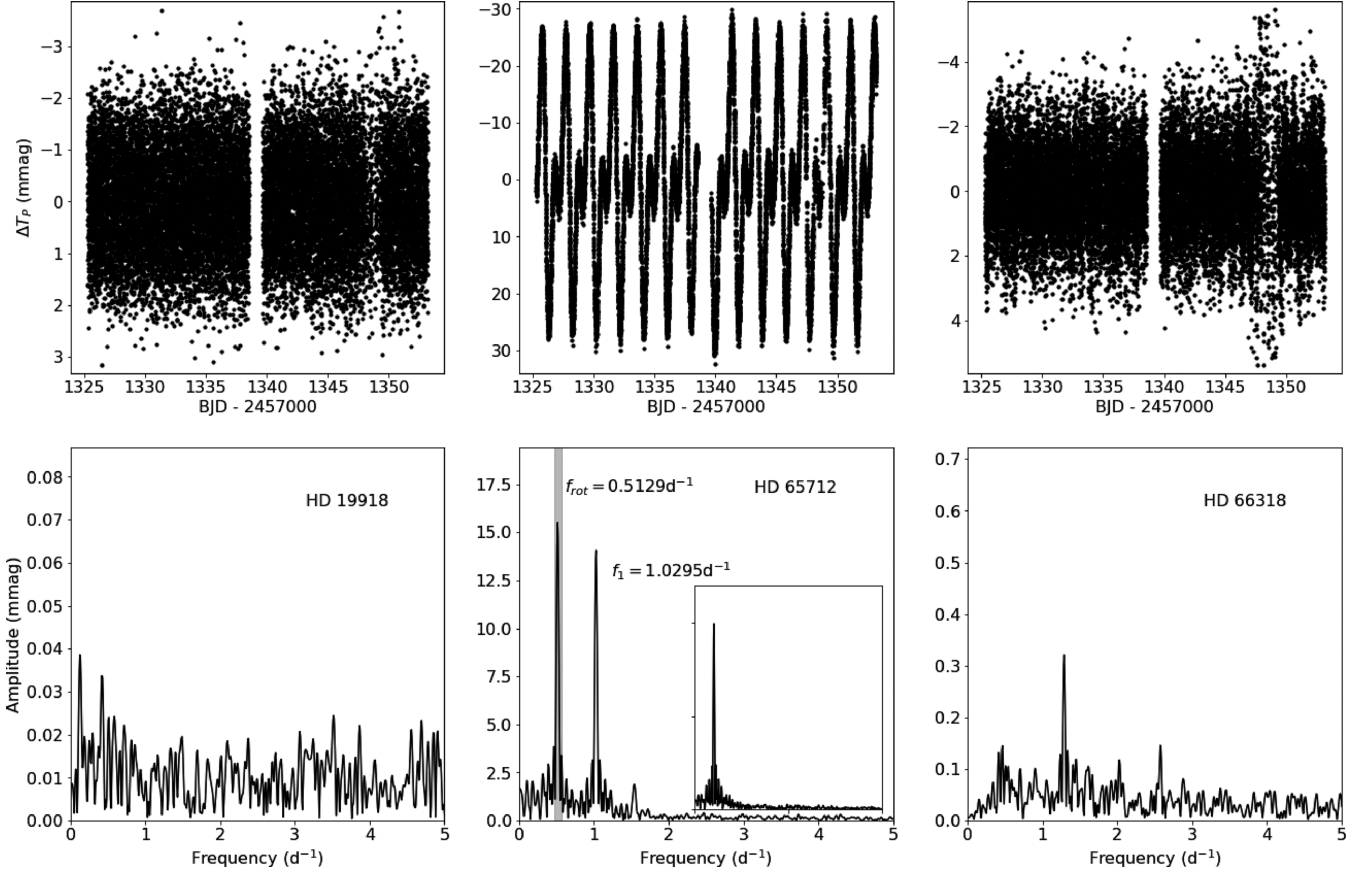 −3
−2
−1
0
1
2
3
ΔT_P (mmag)
1325 1330 1335 1340 1345 1350
BJD - 2457000
−30
−20
−10
0
10
20
30
1325 1330 1335 1340 1345 1350
BJD - 2457000
−4
−2
0
2
4
1325 1330 1335 1340 1345 1350
BJD - 2457000
HD 19918
0.08
0.07
0.06
0.05
0.04
0.03
0.02
0.01
0.00
Amplitude (mmag)
0 1 2 3 4 5
Frequency (d⁻¹)
f_rot = 0.5129d⁻¹
HD 65712
f₁ = 1.0295d⁻¹
17.5
15.0
12.5
10.0
7.5
5.0
2.5
0.0
0 1 2 3 4 5
Frequency (d⁻¹)
HD 66318
0.7
0.6
0.5
0.4
0.3
0.2
0.1
0.0
0 1 2 3 4 5
Frequency (d⁻¹)